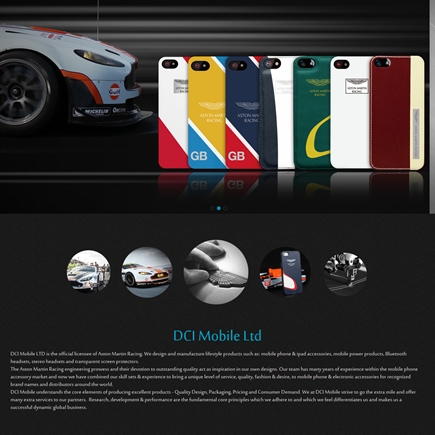 Gulf
MICHELIN
ASTON MARTIN
RACING
GB
ASTON MARTIN
RACING
GB
ASTON MARTIN
RACING
ASTON MARTIN
RACING
DCI Mobile Ltd
DCI Mobile LTD is the official licensee of Aston Martin Racing. We design and manufacture lifestyle products such as: mobile phone & ipad accessories, mobile power products, Bluetooth
headsets, stereo headsets and transparent screen protectors.
The Aston Martin Racing engineering prowess and their devotion to outstanding quality act as inspiration in our own designs. Our team has many years of experience within the mobile phone
accessory market and now we have combined our skill sets & experience to bring a unique level of service, quality, fashion & desire, to mobile phone & electronic accessories for recognized
brand names and distributors around the world.
DCI Mobile understands the core elements of producing excellent products - Quality Design, Packaging, Pricing and Consumer Demand. We at DCI Mobile strive to go the extra mile and offer
many extra services to our partners. Research, development & performance are the fundamental core principles which we adhere to and which we feel differentiates us and makes us a
successful dynamic global business.